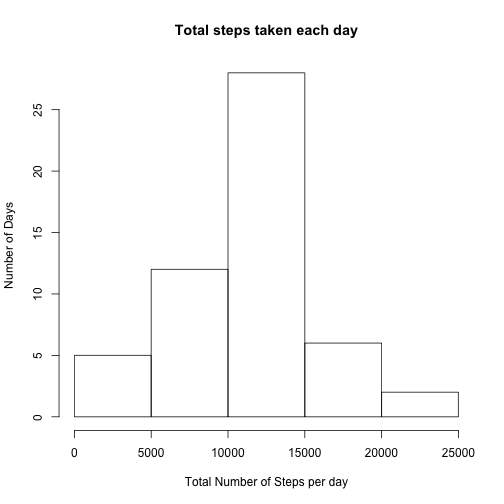 Total steps taken each day
Number of Days
25
20
15
10
5
0
0 5000 10000 15000 20000 25000
Total Number of Steps per day